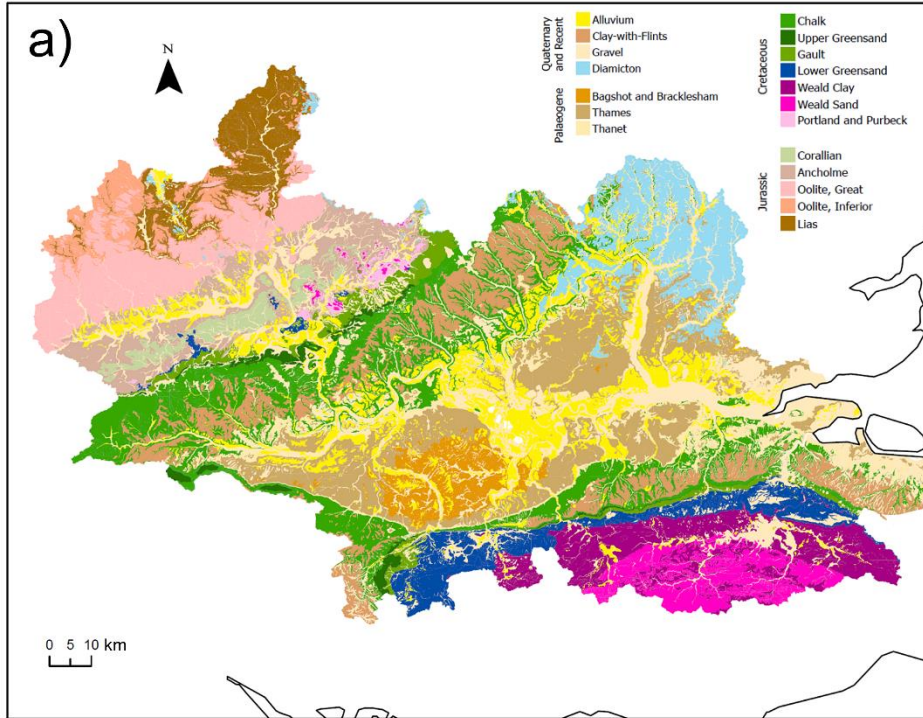 a)
N
Quaternary and Recent
Alluvium
Clay-with-Flints
Gravel
Diamicton
Palaeogene
Bagshot and Bracklesham
Thames
Thanet
Cretaceous
Chalk
Upper Greensand
Gault
Lower Greensand
Weald Clay
Weald Sand
Portland and Purbeck
Jurassic
Corallian
Ancholme
Oolite, Great
Oolite, Inferior
Lias
0 5 10 km